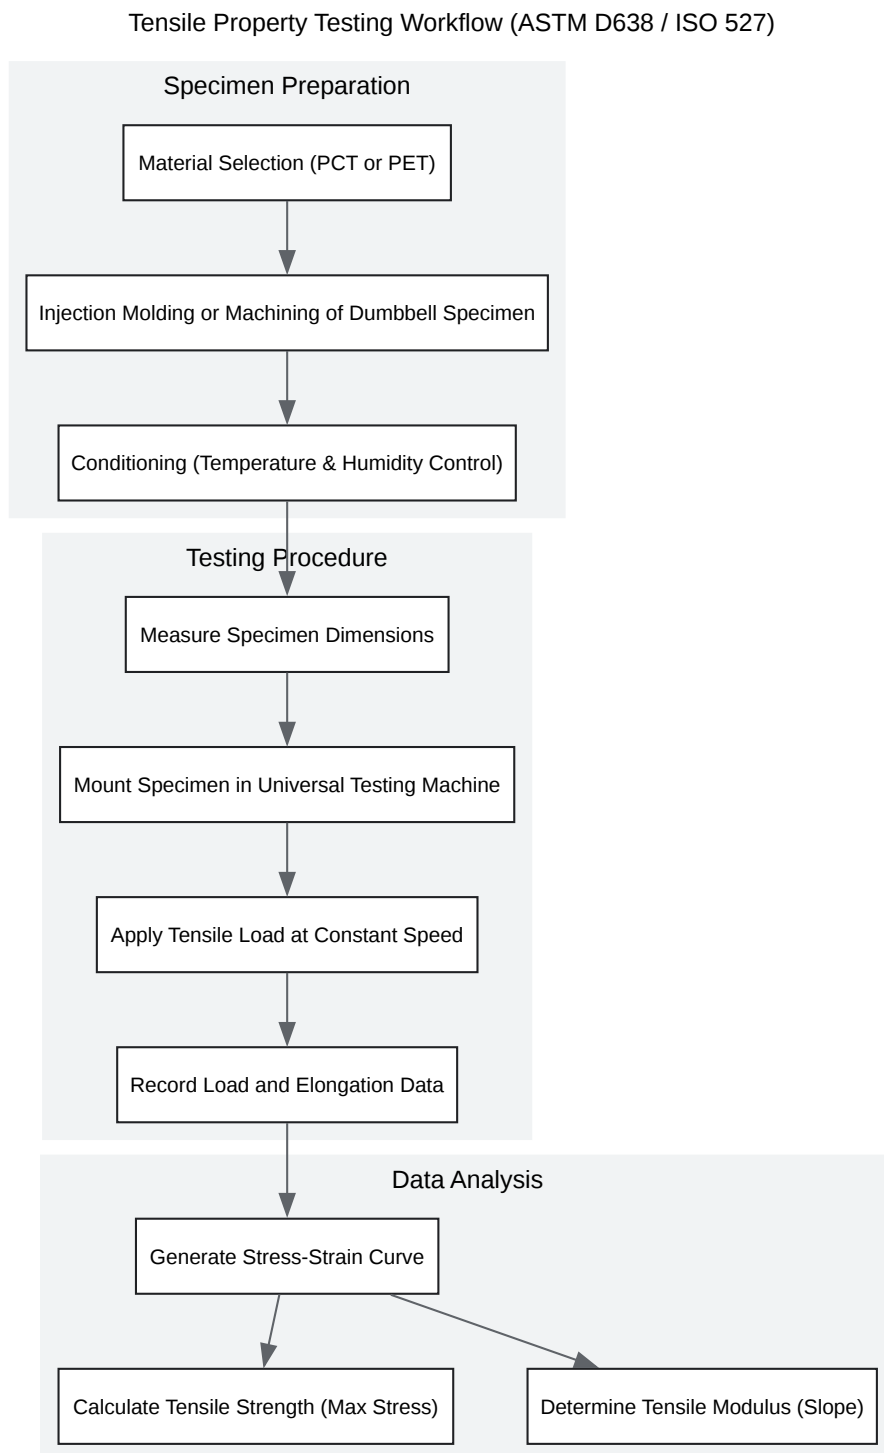 Tensile Property Testing Workflow (ASTM D638 / ISO 527)
Specimen Preparation
Material Selection (PCT or PET)
Injection Molding or Machining of Dumbbell Specimen
Conditioning (Temperature & Humidity Control)
Testing Procedure
Measure Specimen Dimensions
Mount Specimen in Universal Testing Machine
Apply Tensile Load at Constant Speed
Record Load and Elongation Data
Data Analysis
Generate Stress-Strain Curve
Calculate Tensile Strength (Max Stress)
Determine Tensile Modulus (Slope)